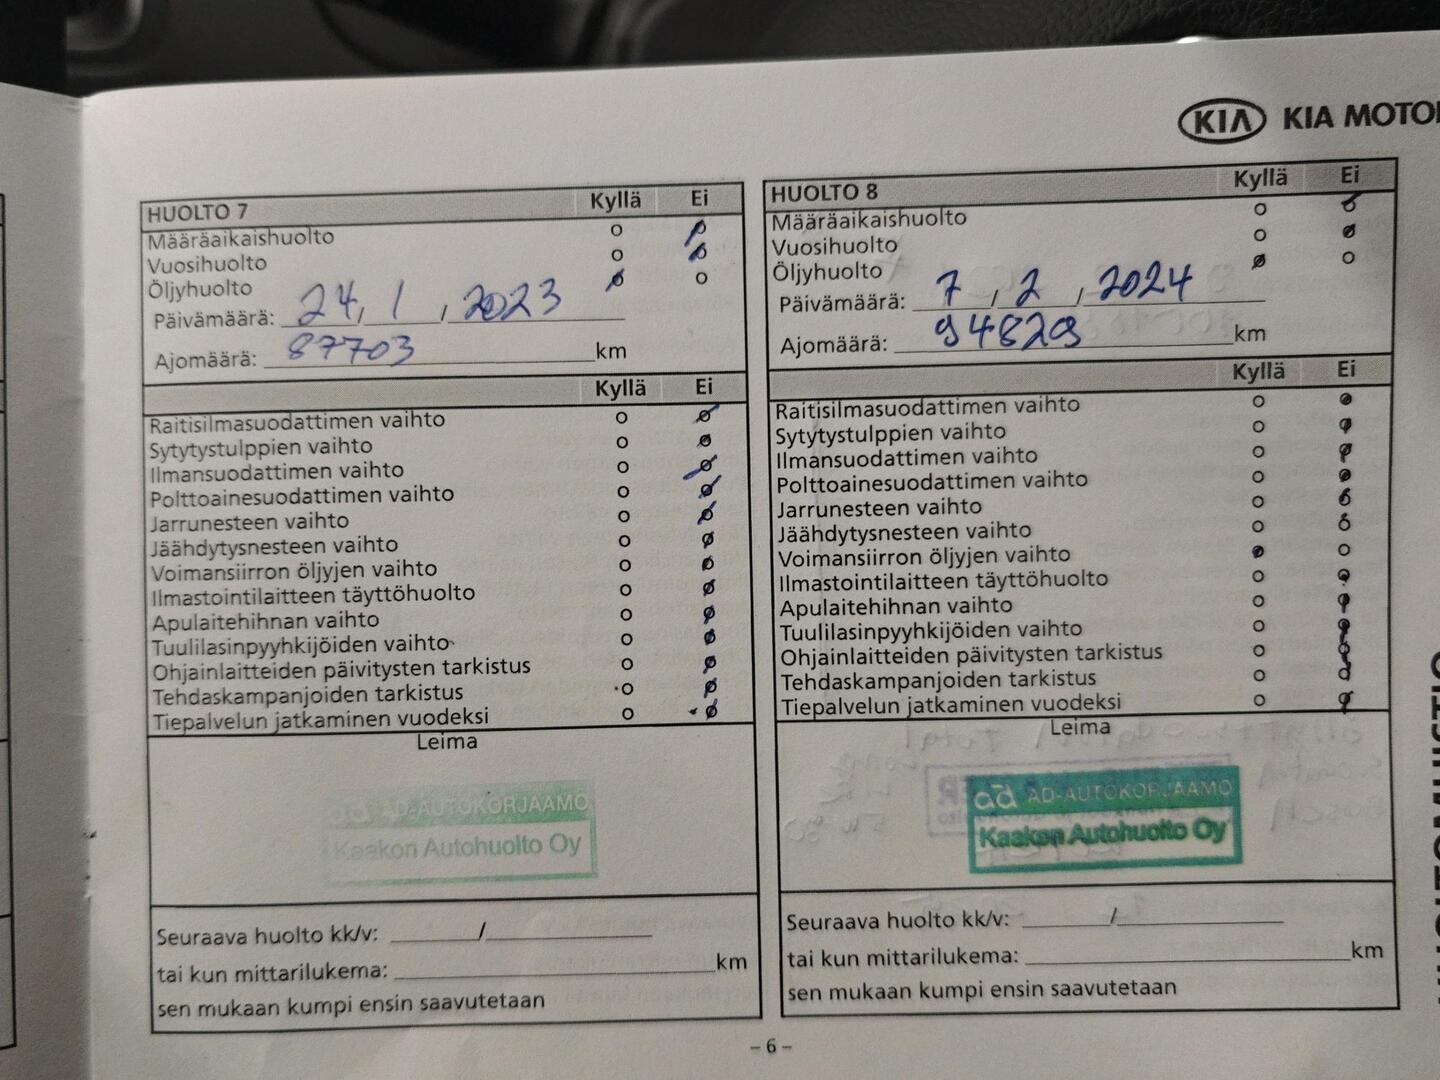 KIA KIA MOTO
HUOLTO 7 Kyllä Ei
Määräaikaishuolto
Vuosihuolto
Öljyhuolto
Päivämäärä: 24, 1, 2023
Ajomäärä: 87703 km
Kyllä Ei
Raitisilmasuodattimen vaihto
Sytytystulppien vaihto
Ilmansuodattimen vaihto
Polttoainesuodattimen vaihto
Jarrunesteen vaihto
Jäähdytysnesteen vaihto
Voimansiirron öljyjen vaihto
Ilmastointilaitteen täyttöhuolto
Apulaitehihnan vaihto
Tuulilasinpyyhkijöiden vaihto
Ohjainlaitteiden päivitysten tarkistus
Tehdaskampanjoiden tarkistus
Tiepalvelun jatkaminen vuodeksi
Leima
ad AD-AUTOKORJAAMO
Kaakon Autohuolto Oy
Seuraava huolto kk/v: /
tai kun mittarilukema: km
sen mukaan kumpi ensin saavutetaan
HUOLTO 8 Kyllä Ei
Määräaikaishuolto
Vuosihuolto
Öljyhuolto
Päivämäärä: 7, 2, 2024
Ajomäärä: 94829 km
Kyllä Ei
Raitisilmasuodattimen vaihto
Sytytystulppien vaihto
Ilmansuodattimen vaihto
Polttoainesuodattimen vaihto
Jarrunesteen vaihto
Jäähdytysnesteen vaihto
Voimansiirron öljyjen vaihto
Ilmastointilaitteen täyttöhuolto
Apulaitehihnan vaihto
Tuulilasinpyyhkijöiden vaihto
Ohjainlaitteiden päivitysten tarkistus
Tehdaskampanjoiden tarkistus
Tiepalvelun jatkaminen vuodeksi
Leima
ad AD-AUTOKORJAAMO
Kaakon Autohuolto Oy
Seuraava huolto kk/v: /
tai kun mittarilukema: km
sen mukaan kumpi ensin saavutetaan
- 6 -